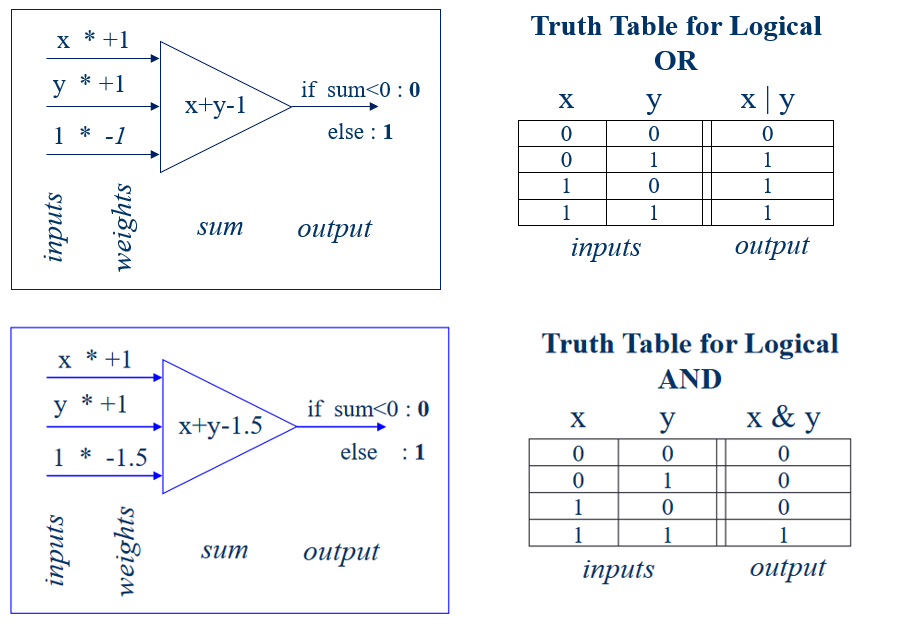 x * +1
y * +1
1 * -1
x+y-1
if sum<0 : 0
else : 1
inputs
weights
sum
output
Truth Table for Logical
OR
x y x | y
0 0 0
0 1 1
1 0 1
1 1 1
inputs output
x * +1
y * +1
1 * -1.5
x+y-1.5
if sum<0 : 0
else : 1
inputs
weights
sum
output
Truth Table for Logical
AND
x y x & y
0 0 0
0 1 0
1 0 0
1 1 1
inputs output